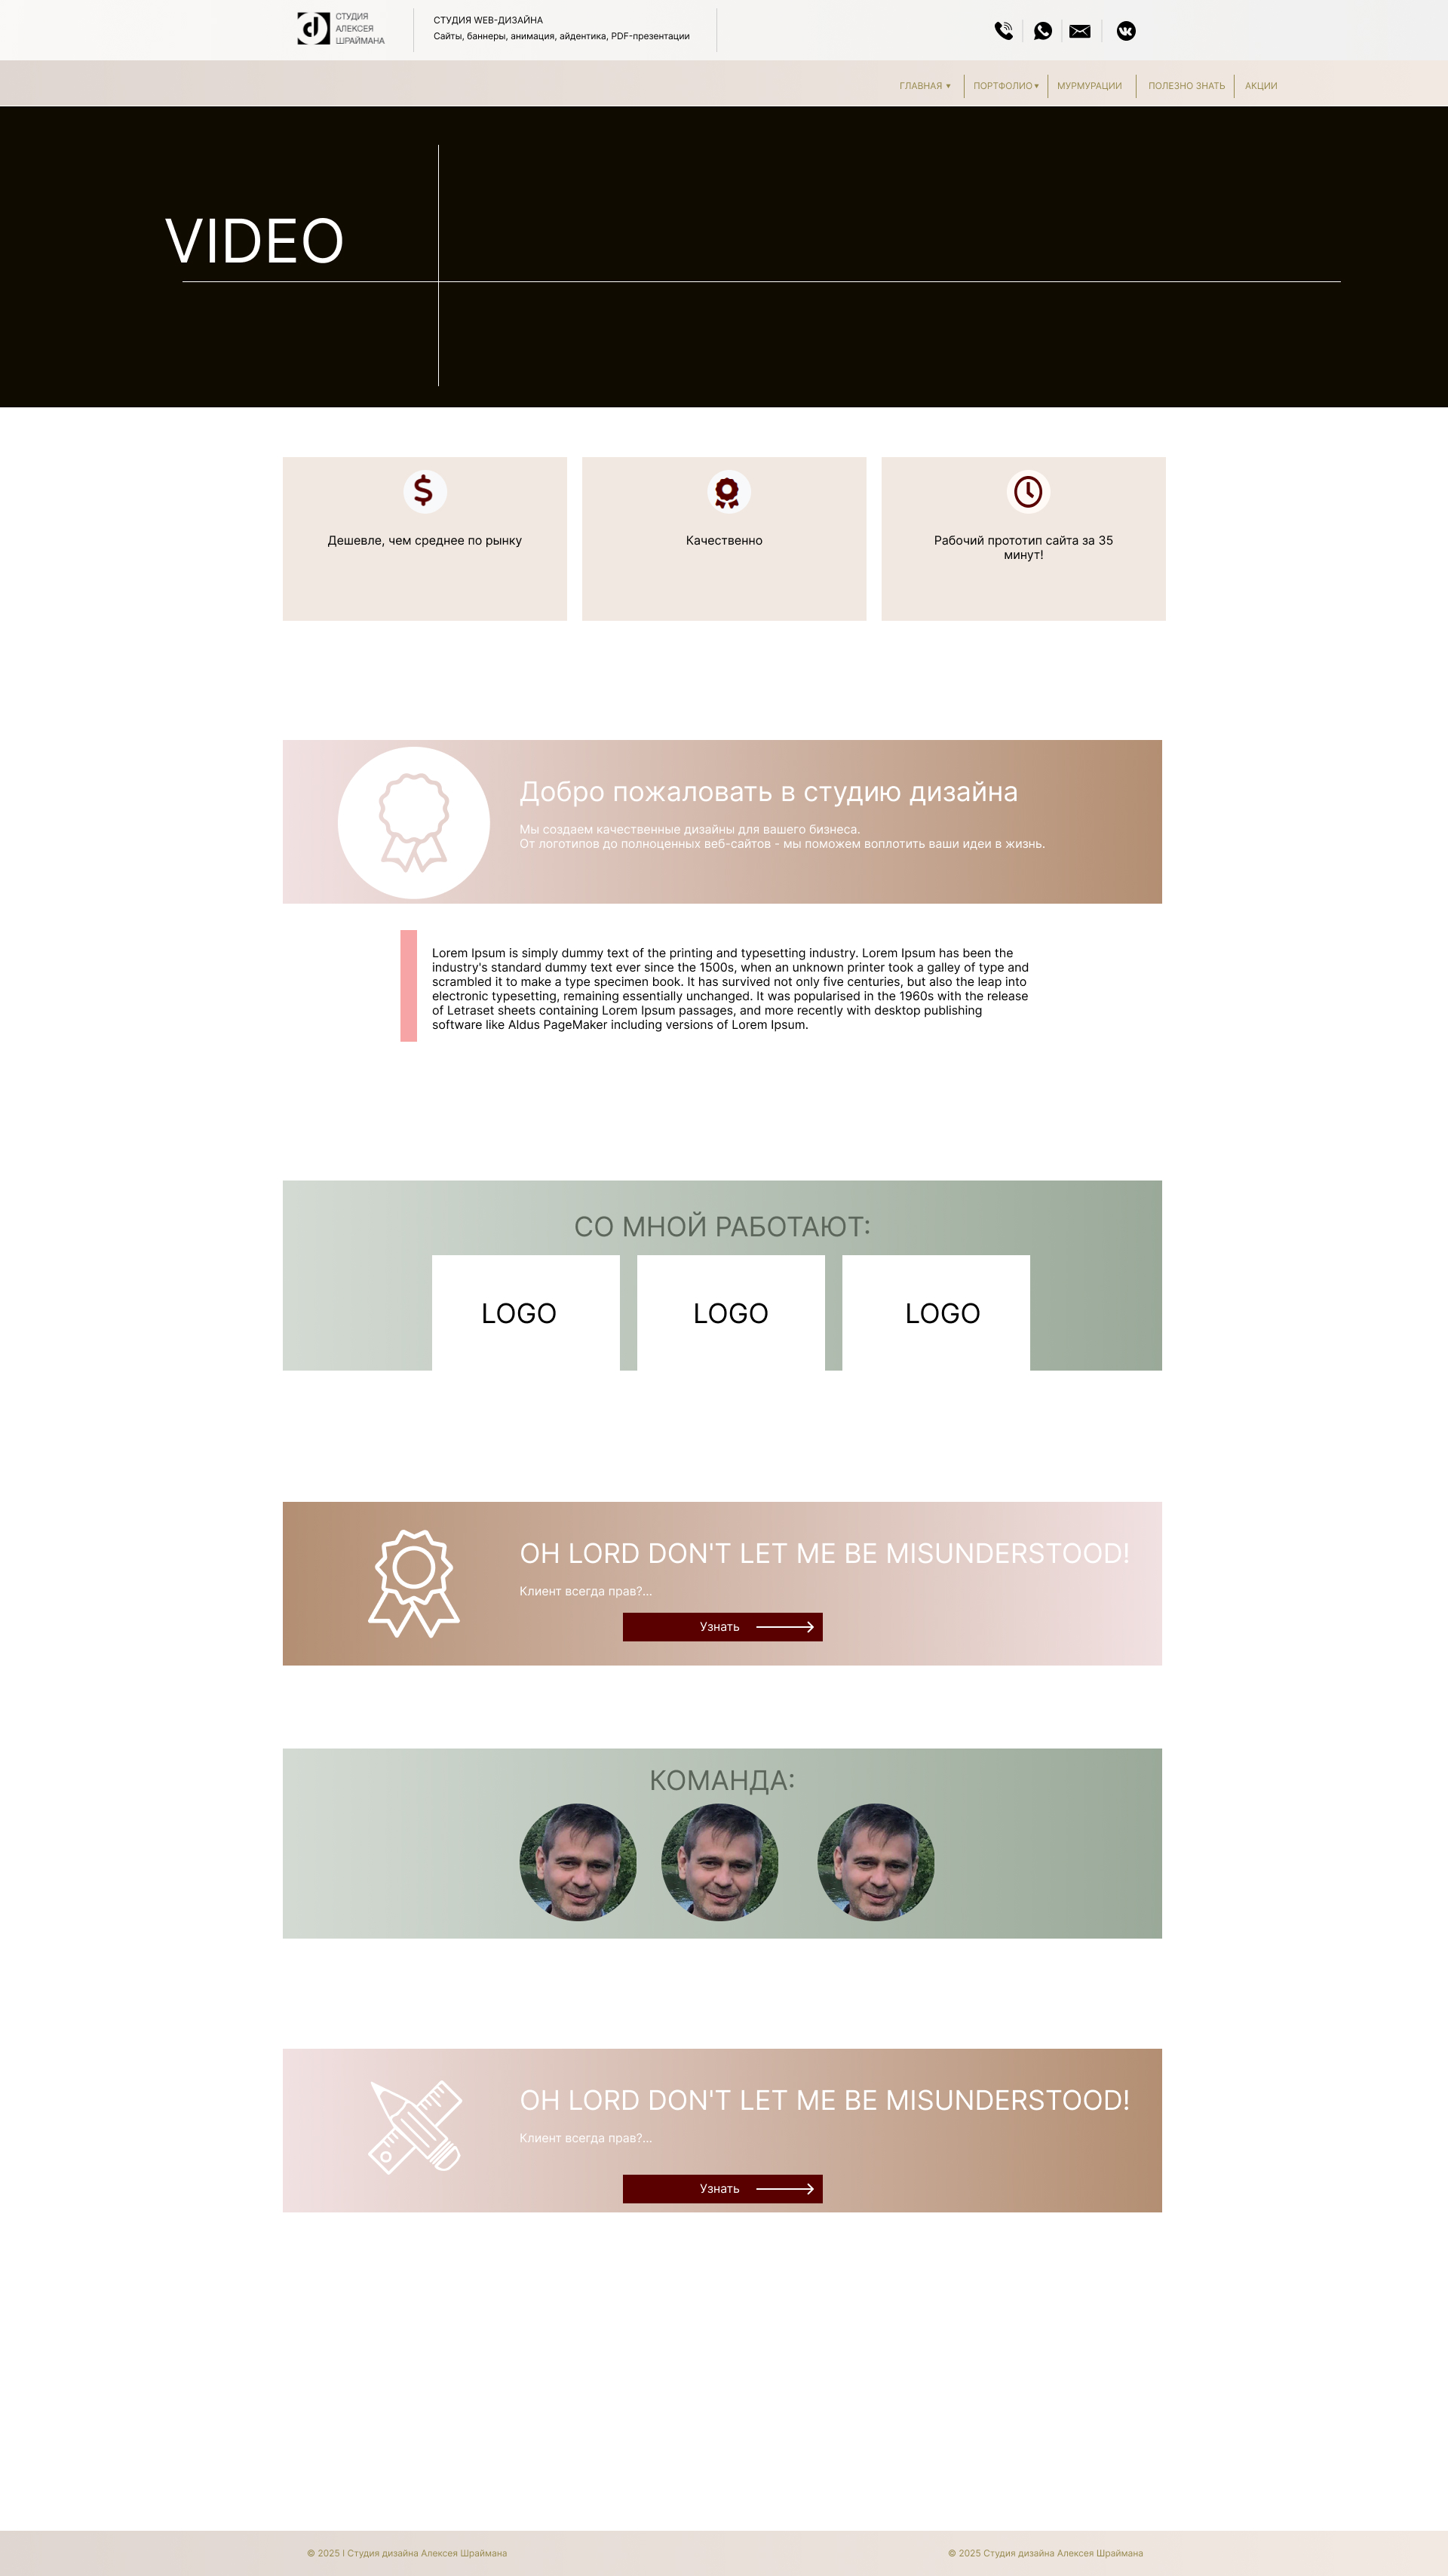 СТУДИЯ
АЛЕКСЕЯ
ШРАЙМАНА
СТУДИЯ WEB-ДИЗАЙНА
Сайты, баннеры, анимация, айдентика, PDF-презентации
ГЛАВНАЯ ▾ ПОРТФОЛИО ▾ МУРМУРАЦИИ ПОЛЕЗНО ЗНАТЬ АКЦИИ
VIDEO
Дешевле, чем среднее по рынку
Качественно
Рабочий прототип сайта за 35
минут!
Добро пожаловать в студию дизайна
Мы создаем качественные дизайны для вашего бизнеса.
От логотипов до полноценных веб-сайтов - мы поможем воплотить ваши идеи в жизнь.
Lorem Ipsum is simply dummy text of the printing and typesetting industry. Lorem Ipsum has been the
industry's standard dummy text ever since the 1500s, when an unknown printer took a galley of type and
scrambled it to make a type specimen book. It has survived not only five centuries, but also the leap into
electronic typesetting, remaining essentially unchanged. It was popularised in the 1960s with the release
of Letraset sheets containing Lorem Ipsum passages, and more recently with desktop publishing
software like Aldus PageMaker including versions of Lorem Ipsum.
СО МНОЙ РАБОТАЮТ:
LOGO LOGO LOGO
OH LORD DON'T LET ME BE MISUNDERSTOOD!
Клиент всегда прав?...
Узнать
КОМАНДА:
OH LORD DON'T LET ME BE MISUNDERSTOOD!
Клиент всегда прав?...
Узнать
© 2025 I Студия дизайна Алексея Шраймана
© 2025 Студия дизайна Алексея Шраймана